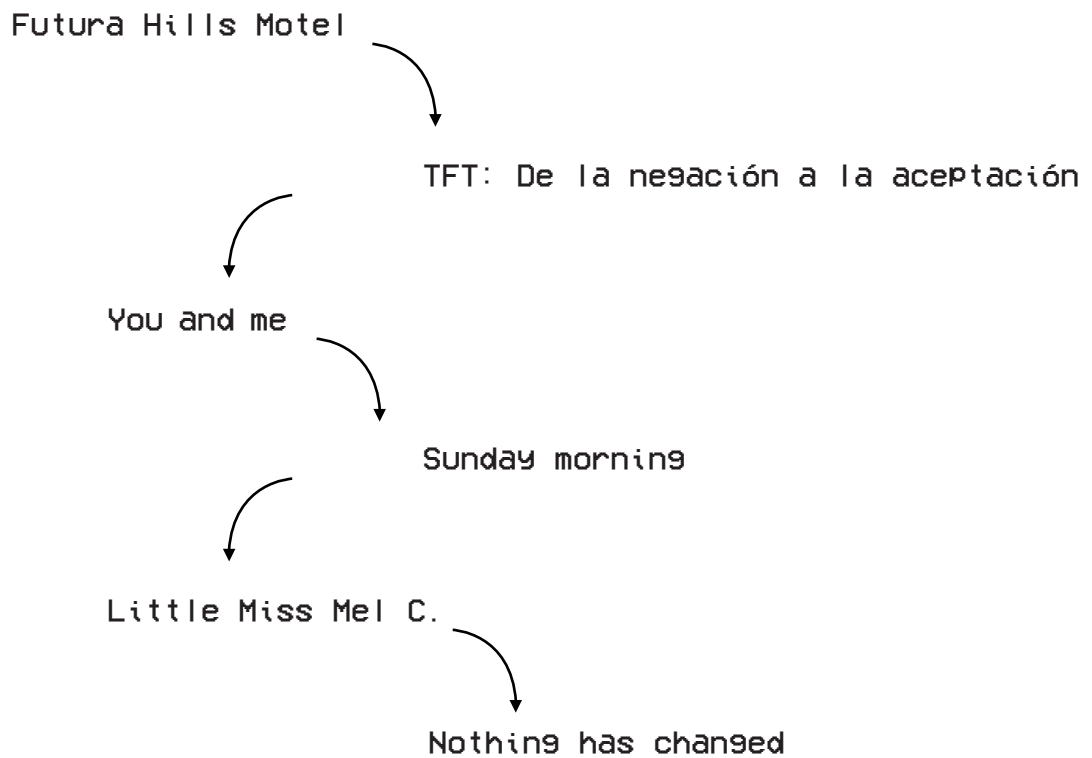 Futura Hills Motel
TFT: De la negación a la aceptación
You and me
Sunday morning
Little Miss Mel C.
Nothing has changed